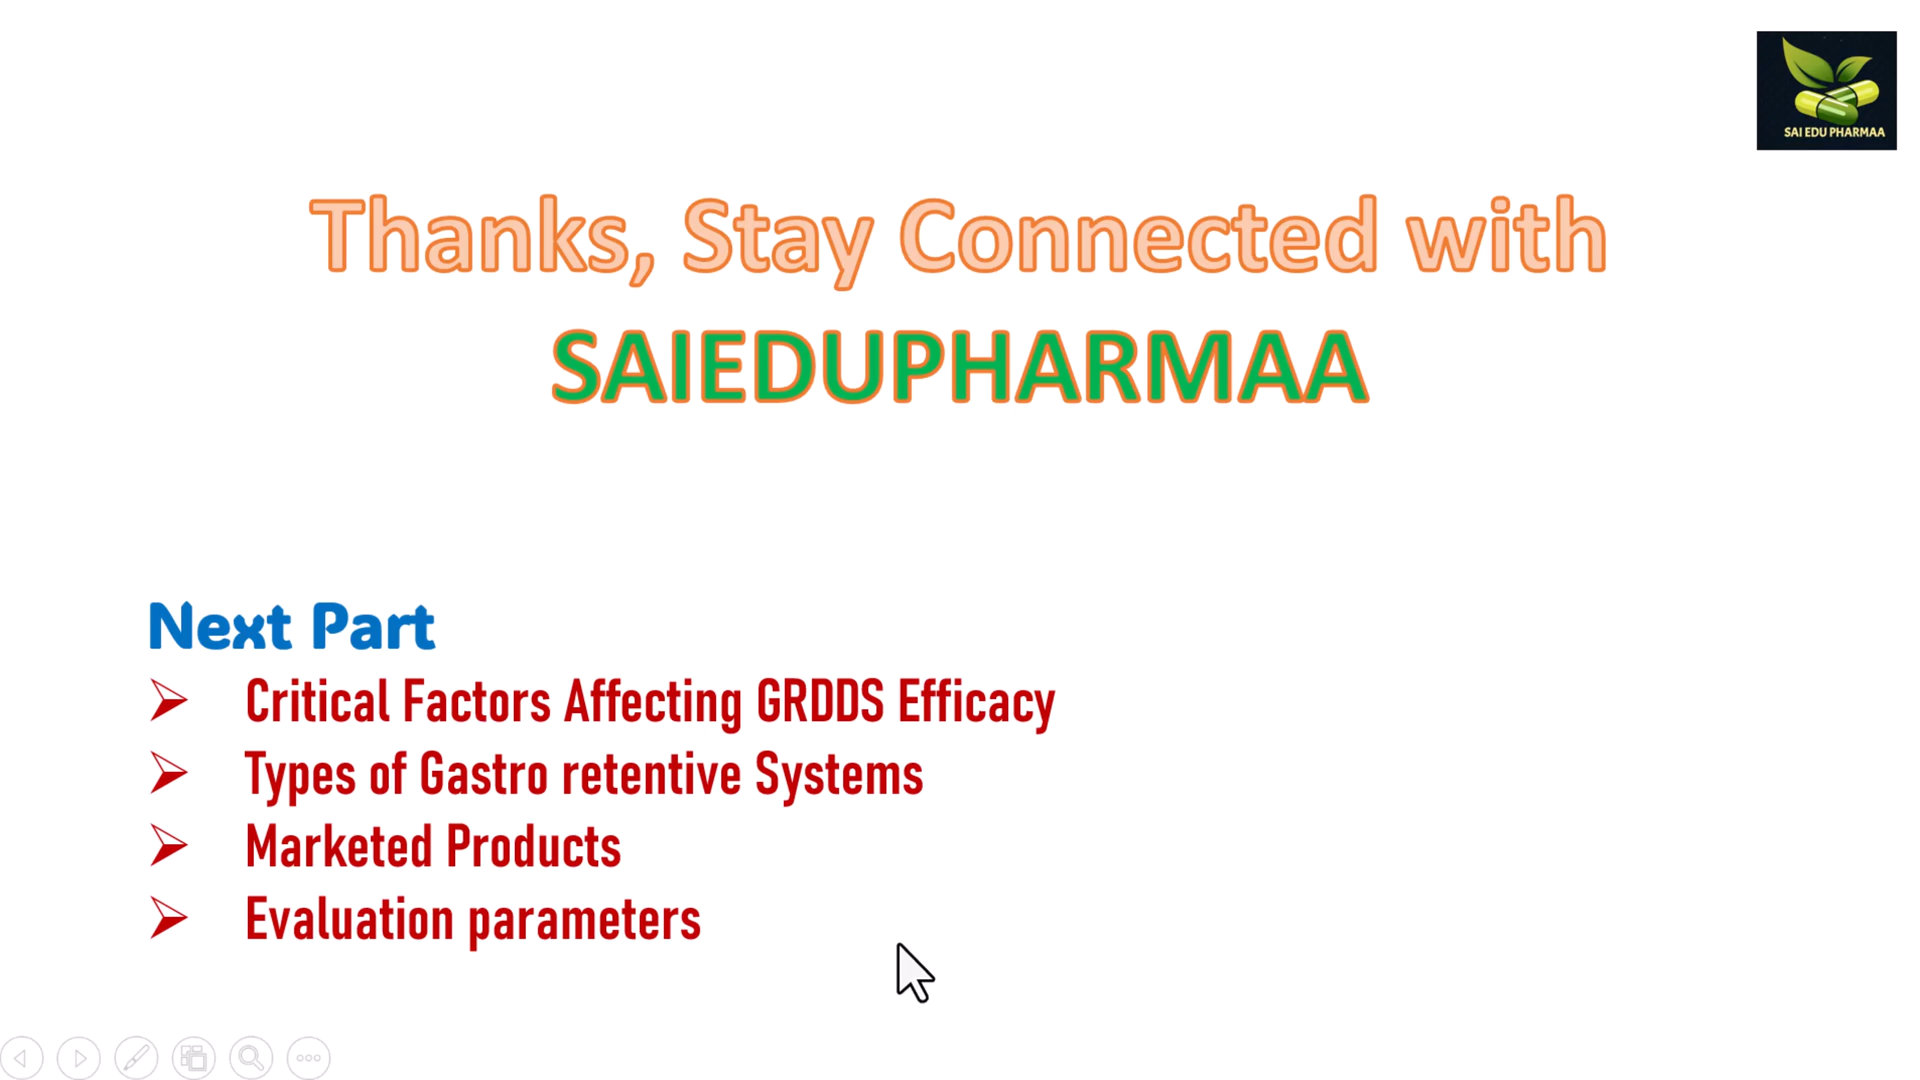 SAI EDU PHARMAA
Thanks, Stay Connected with
SAIEDUPHARMAA
Next Part
Critical Factors Affecting GRDDS Efficacy
Types of Gastro retentive Systems
Marketed Products
Evaluation parameters